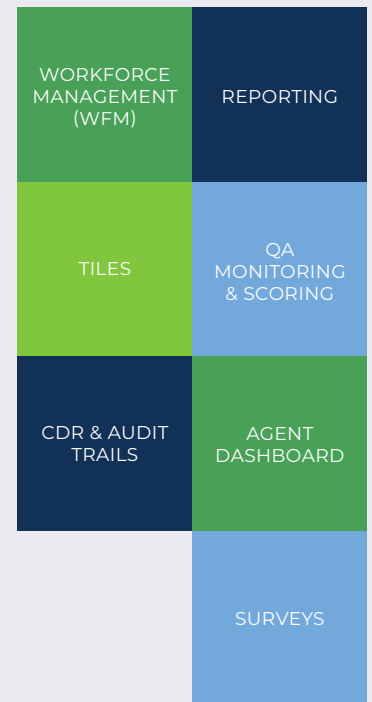 WORKFORCE
MANAGEMENT
(WFM)
REPORTING
TILES
QA
MONITORING
& SCORING
CDR & AUDIT
TRAILS
AGENT
DASHBOARD
SURVEYS